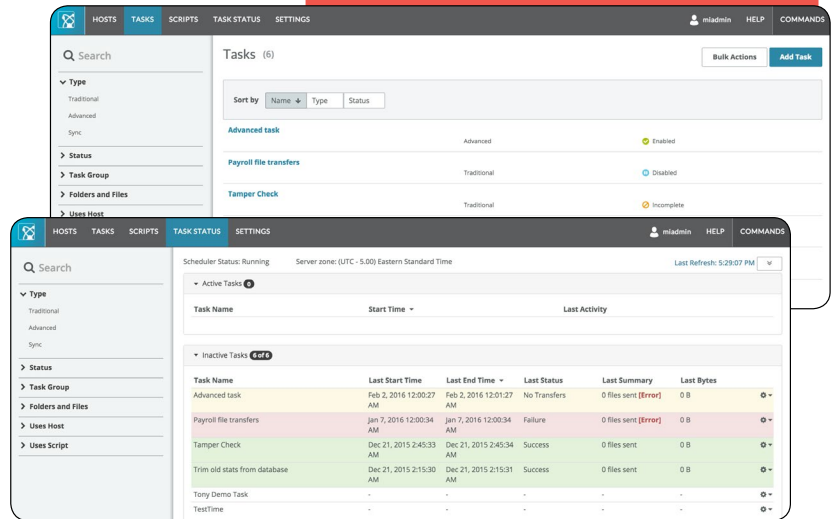 HOSTS TASKS SCRIPTS TASK STATUS SETTINGS mladmin HELP COMMANDS
Search
Type
Traditional
Advanced
Sync
Status
Task Group
Folders and Files
Uses Host
Tasks (6) Bulk Actions Add Task
Sort by Name Type Status
Advanced task
Advanced Enabled
Payroll file transfers
Traditional Disabled
Tamper Check
Traditional Incomplete
HOSTS TASKS SCRIPTS TASK STATUS SETTINGS mladmin HELP COMMANDS
Search
Type
Traditional
Advanced
Sync
Status
Task Group
Folders and Files
Uses Host
Uses Script
Scheduler Status: Running Server zone: (UTC - 5.00) Eastern Standard Time Last Refresh: 5:29:07 PM
Active Tasks 0
Task Name Start Time Last Activity
Inactive Tasks 6 of 6
Task Name Last Start Time Last End Time Last Status Last Summary Last Bytes
Advanced task Feb 2, 2016 12:00:27 AM Feb 2, 2016 12:01:27 AM No Transfers 0 files sent [Error] 0 B
Payroll file transfers Jan 7, 2016 12:00:34 AM Jan 7, 2016 12:00:34 AM Failure 0 files sent [Error] 0 B
Tamper Check Dec 21, 2015 2:45:33 AM Dec 21, 2015 2:45:34 AM Success 0 files sent 0 B
Trim old stats from database Dec 21, 2015 2:15:30 AM Dec 21, 2015 2:15:31 AM Success 0 files sent 0 B
Tony Demo Task - - - - -
TestTime - - - - -